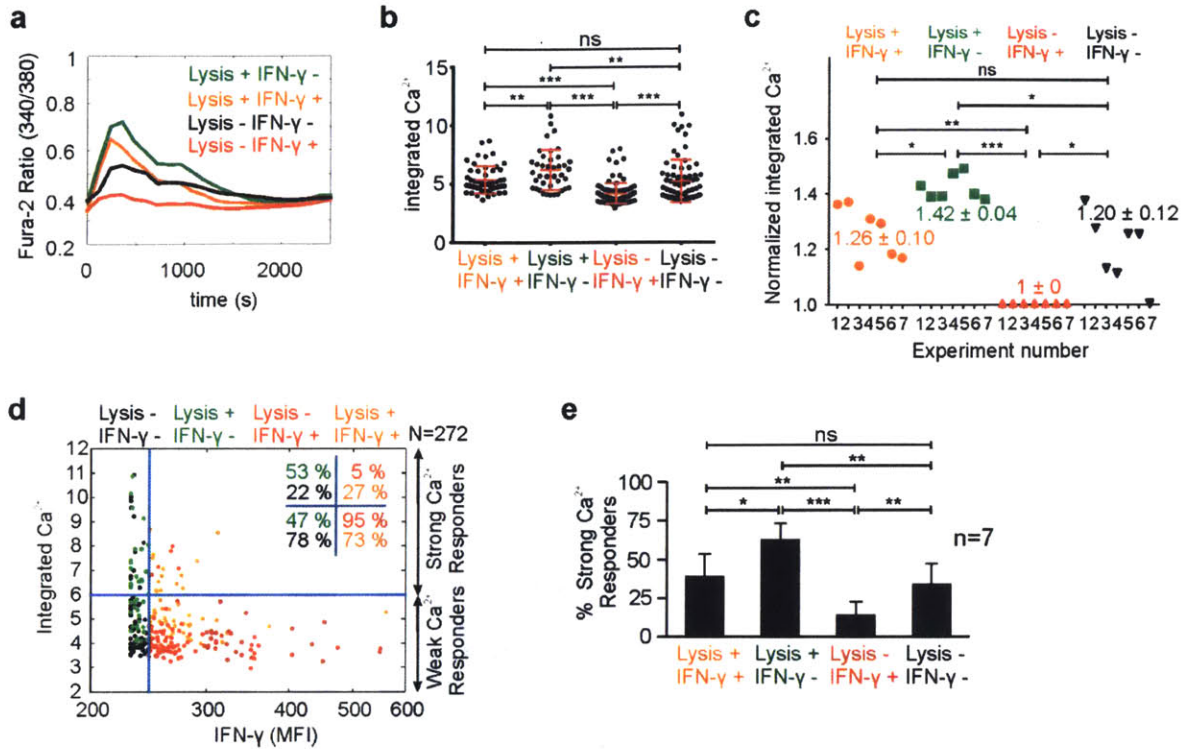 a
Fura-2 Ratio (340/380)
1
0.8
0.6
0.4
0.2
Lysis + IFN-γ -
Lysis + IFN-γ +
Lysis - IFN-γ -
Lysis - IFN-γ +
0 1000 2000
time (s)
b
integrated Ca²⁺
15
10
5
0
ns
**
***
** *** ***
Lysis + Lysis + Lysis - Lysis -
IFN-γ + IFN-γ - IFN-γ + IFN-γ -
c
Lysis + Lysis + Lysis - Lysis -
IFN-γ + IFN-γ - IFN-γ + IFN-γ -
Normalized integrated Ca²⁺
1.6
1.4
1.2
1.0
ns
*
**
* *** *
1.26 ± 0.10
1.42 ± 0.04
1 ± 0
1.20 ± 0.12
1234567 1234567 1234567 1234567
Experiment number
d
Lysis - Lysis + Lysis - Lysis +
IFN-γ - IFN-γ - IFN-γ + IFN-γ + N=272
Integrated Ca²⁺
12
11
10
9
8
7
6
5
4
3
2
53 % 5 %
22 % 27 %
47 % 95 %
78 % 73 %
Strong Ca²⁺
Responders
Weak Ca²⁺
Responders
200 300 400 500 600
IFN-γ (MFI)
e
% Strong Ca²⁺
Responders
100
75
50
25
0
ns
**
**
* *** **
n=7
Lysis + Lysis + Lysis - Lysis -
IFN-γ + IFN-γ - IFN-γ + IFN-γ -